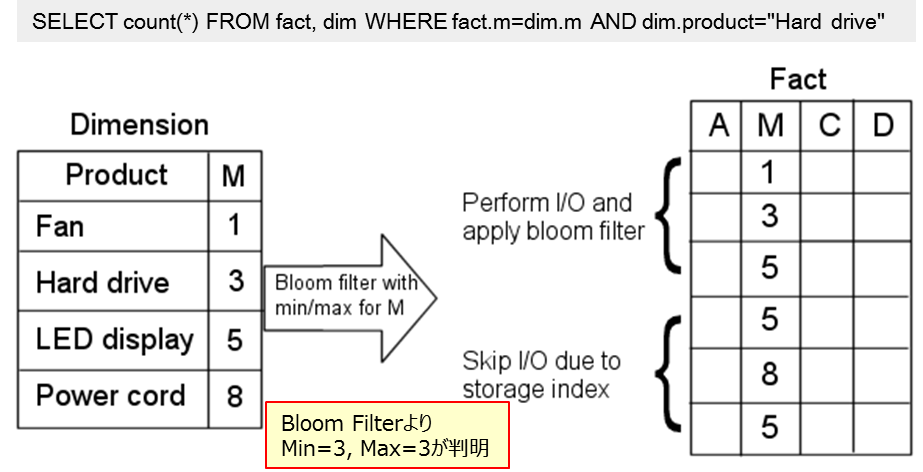 SELECT count(*) FROM fact, dim WHERE fact.m=dim.m AND dim.product="Hard drive"
Dimension
Product M
Fan 1
Hard drive 3
LED display 5
Power cord 8
Bloom filter with
min/max for M
Bloom Filterより
Min=3, Max=3が判明
Perform I/O and
apply bloom filter
Skip I/O due to
storage index
Fact
A M C D
1
3
5
5
8
5